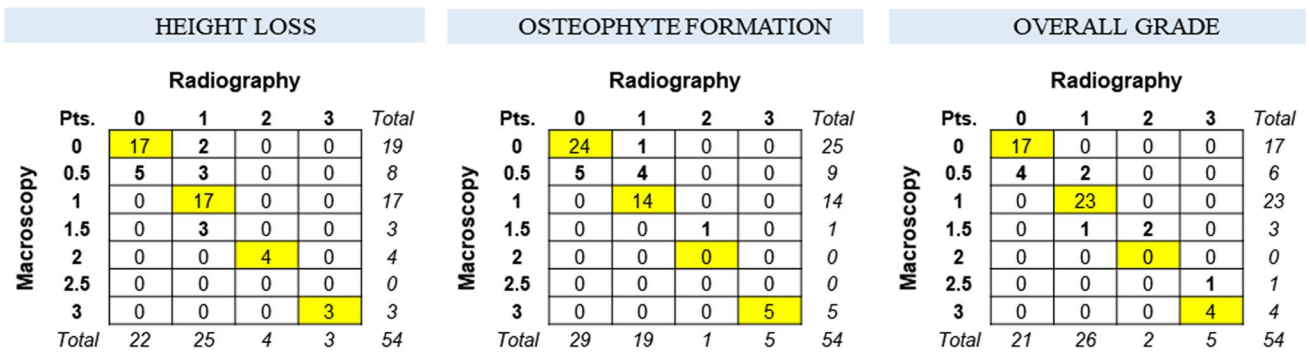 HEIGHT LOSS
Radiography
Pts. 0 1 2 3 Total
0 17 2 0 0 19
0.5 5 3 0 0 8
1 0 17 0 0 17
1.5 0 3 0 0 3
2 0 0 4 0 4
2.5 0 0 0 0 0
3 0 0 0 3 3
Total 22 25 4 3 54
Macroscopy
OSTEOPHYTE FORMATION
Radiography
Pts. 0 1 2 3 Total
0 24 1 0 0 25
0.5 5 4 0 0 9
1 0 14 0 0 14
1.5 0 0 1 0 1
2 0 0 0 0 0
2.5 0 0 0 0 0
3 0 0 0 5 5
Total 29 19 1 5 54
Macroscopy
OVERALL GRADE
Radiography
Pts. 0 1 2 3 Total
0 17 0 0 0 17
0.5 4 2 0 0 6
1 0 23 0 0 23
1.5 0 1 2 0 3
2 0 0 0 0 0
2.5 0 0 0 1 1
3 0 0 0 4 4
Total 21 26 2 5 54
Macroscopy